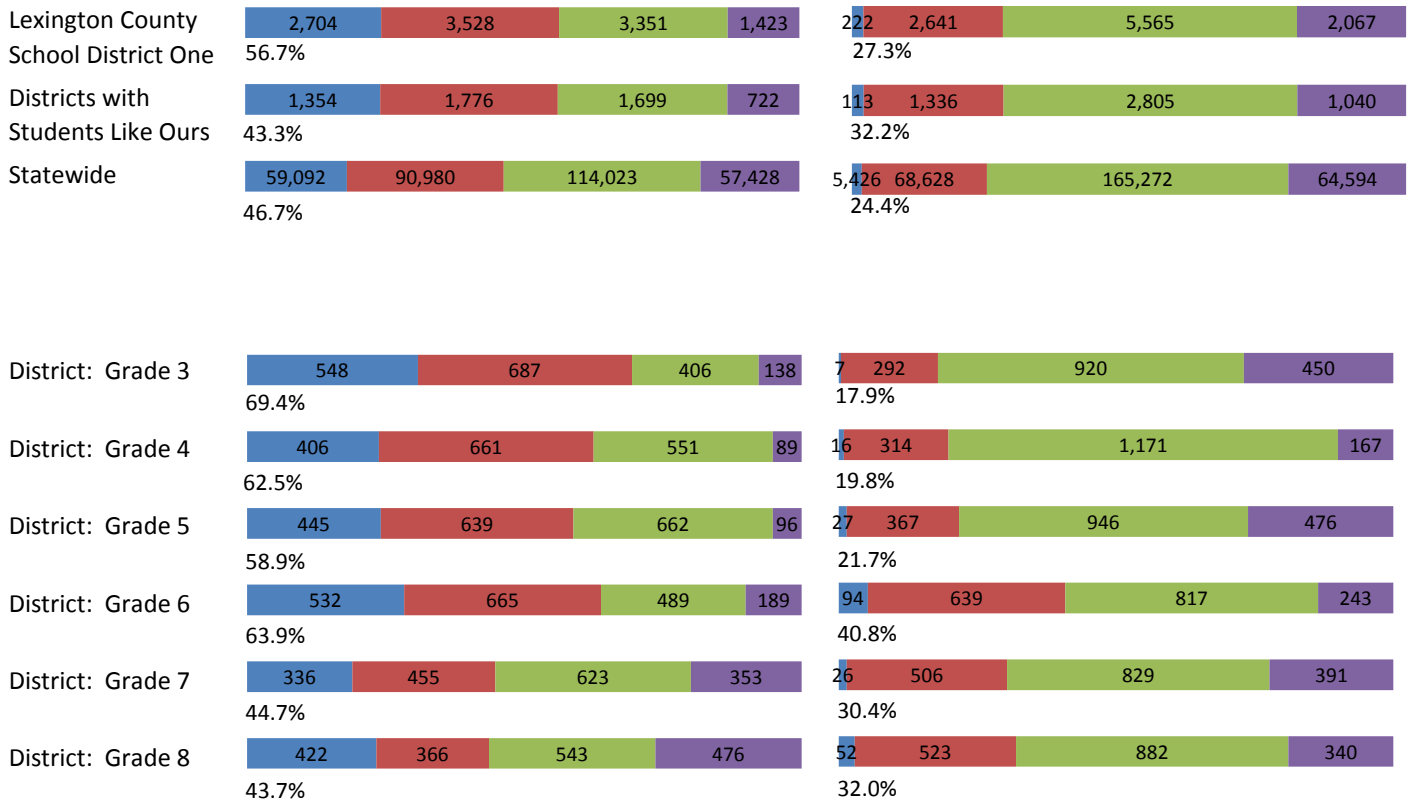 Lexington County School District One 2,704 3,528 3,351 1,423 222 2,641 5,565 2,067
56.7% 27.3%
Districts with Students Like Ours 1,354 1,776 1,699 722 113 1,336 2,805 1,040
43.3% 32.2%
Statewide 59,092 90,980 114,023 57,428 5,426 68,628 165,272 64,594
46.7% 24.4%
District: Grade 3 548 687 406 138 7 292 920 450
69.4% 17.9%
District: Grade 4 406 661 551 89 16 314 1,171 167
62.5% 19.8%
District: Grade 5 445 639 662 96 27 367 946 476
58.9% 21.7%
District: Grade 6 532 665 489 189 94 639 817 243
63.9% 40.8%
District: Grade 7 336 455 623 353 26 506 829 391
44.7% 30.4%
District: Grade 8 422 366 543 476 52 523 882 340
43.7% 32.0%